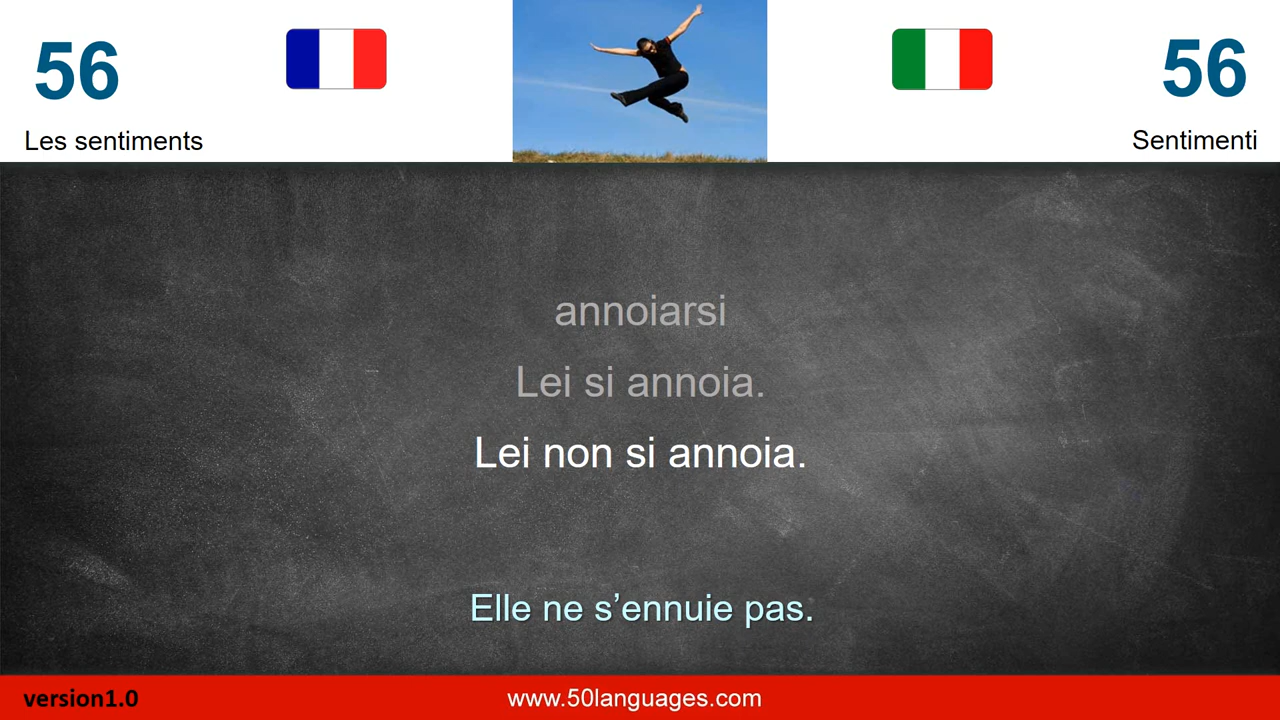 56
56
Les sentiments
Sentimenti
annoiarsi
Lei si annoia.
Lei non si annoia.
Elle ne s’ennuie pas.
version1.0
www.50languages.com